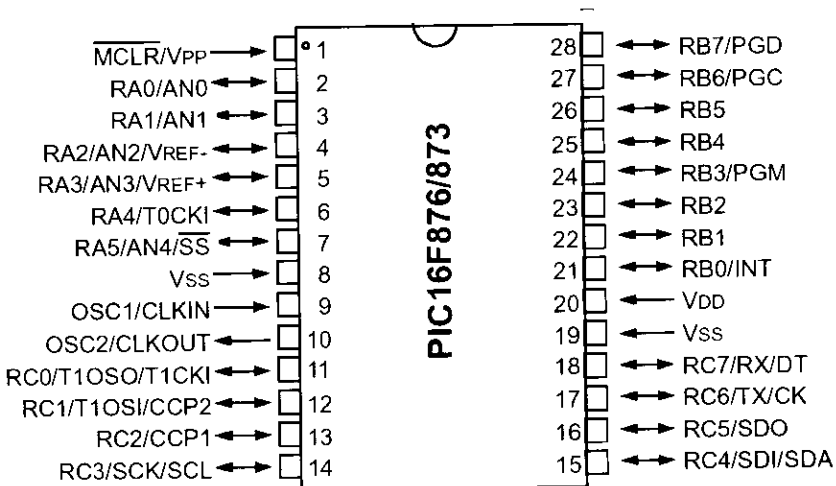 MCLR/VPP 1
RA0/AN0 2
RA1/AN1 3
RA2/AN2/VREF- 4
RA3/AN3/VREF+ 5
RA4/T0CKI 6
RA5/AN4/SS 7
VSS 8
OSC1/CLKIN 9
OSC2/CLKOUT 10
RC0/T1OSO/T1CKI 11
RC1/T1OSI/CCP2 12
RC2/CCP1 13
RC3/SCK/SCL 14
PIC16F876/873
28 RB7/PGD
27 RB6/PGC
26 RB5
25 RB4
24 RB3/PGM
23 RB2
22 RB1
21 RB0/INT
20 VDD
19 VSS
18 RC7/RX/DT
17 RC6/TX/CK
16 RC5/SDO
15 RC4/SDI/SDA